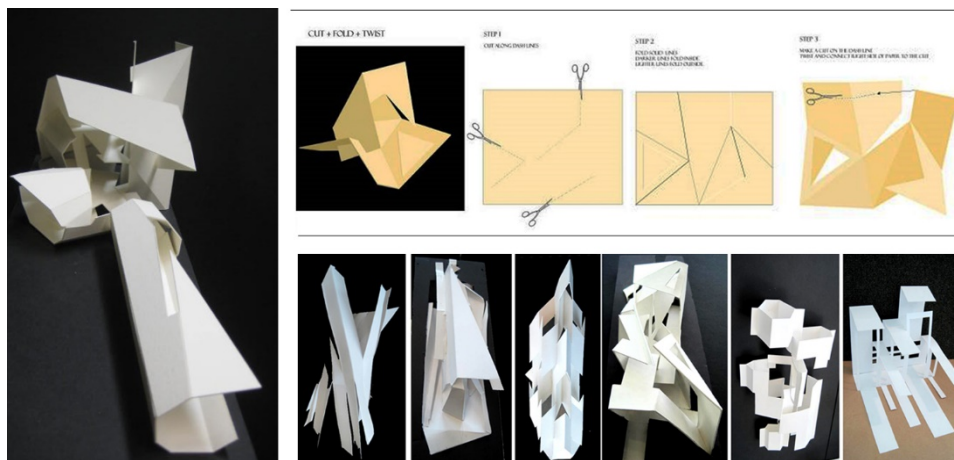 CUT + FOLD + TWIST
STEP 1
CUT ALONG DASH LINES
STEP 2
FOLD SOLID LINES
DARKER LINES FOLD INSIDE
LIGHTER LINES FOLD OUTSIDE
STEP 3
MAKE A CUT ON THE DASH LINE
TWIST AND CONNECT RIGHT SIDE OF PAPER TO THE CUT